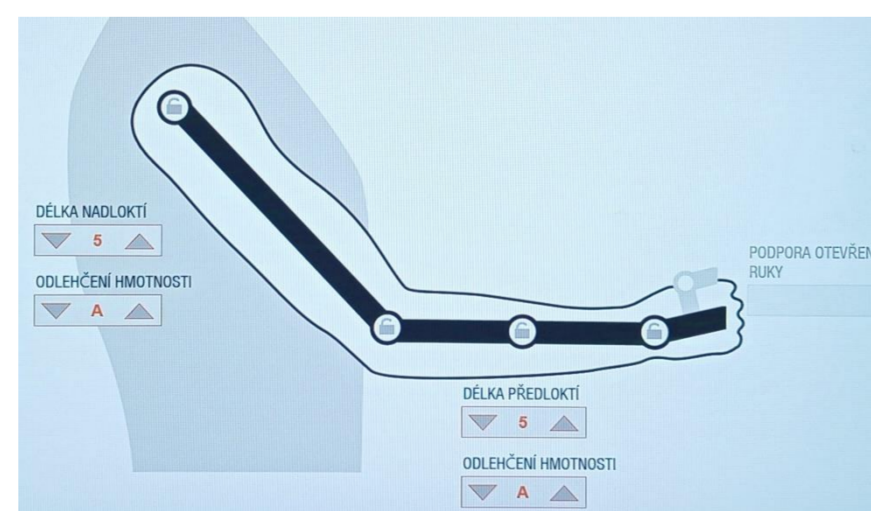 DÉLKA NADLOKTÍ
5
ODLEHČENÍ HMOTNOSTI
A
PODPORA OTEVŘEN
RUKY
DÉLKA PŘEDLOKTÍ
5
ODLEHČENÍ HMOTNOSTI
A